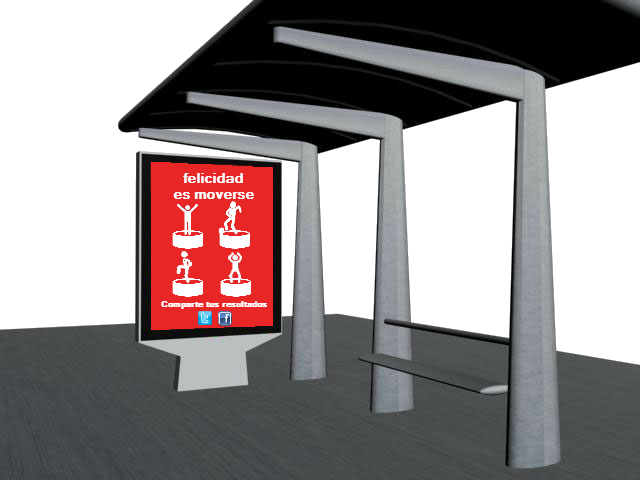 felicidad
es moverse
Comparte tus resultados
t f